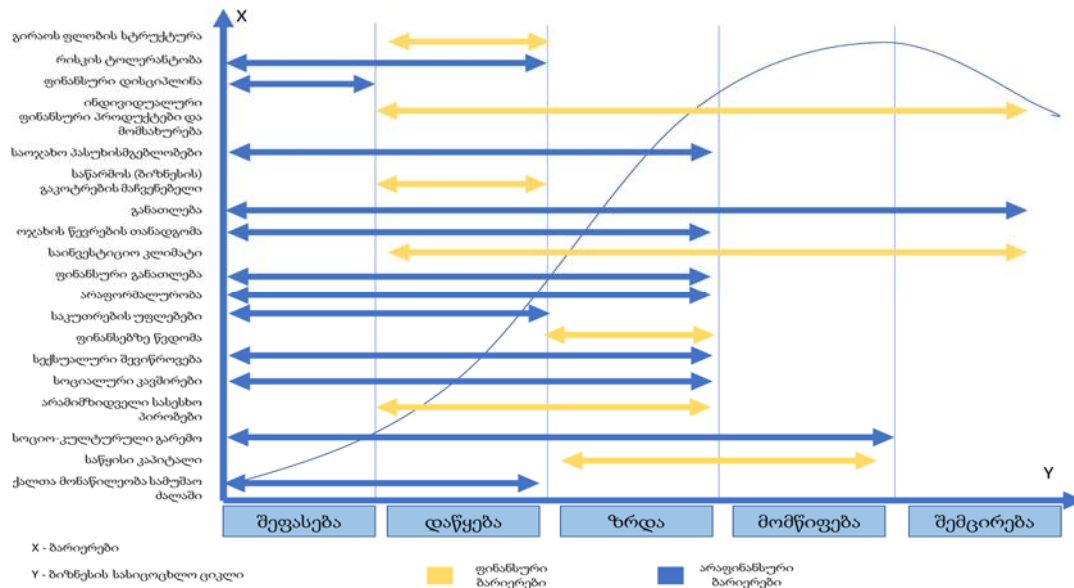 X
გირაოს ფლობის სტრუქტურა
რისკის ტოლერანტობა
ფინანსური დისციპლინა
ინდივიდუალური
ფინანსური პროდუქტები და
მომსახურება
საოჯახო პასუხისმგებლობები
საწარმოს (ბიზნესის)
გაკოტრების მაჩვენებელი
განათლება
ოჯახის წევრების თანადგომა
საინვესტიციო კლიმატი
ფინანსური განათლება
არაფორმალურობა
საკუთრების უფლებები
ფინანსებზე წვდომა
სექსუალური შევიწროვება
სოციალური კავშირები
არამიმზიდველი სასესხო
პირობები
სოციო-კულტურული გარემო
საწყისი კაპიტალი
ქალთა მონაწილეობა სამუშაო
ძალაში
Y
შეფასება
დაწყება
ზრდა
მომწიფება
შემცირება
X - ბარიერები
Y - ბიზნესის სასიცოცხლო ციკლი
ფინანსური
ბარიერები
არაფინანსური
ბარიერები